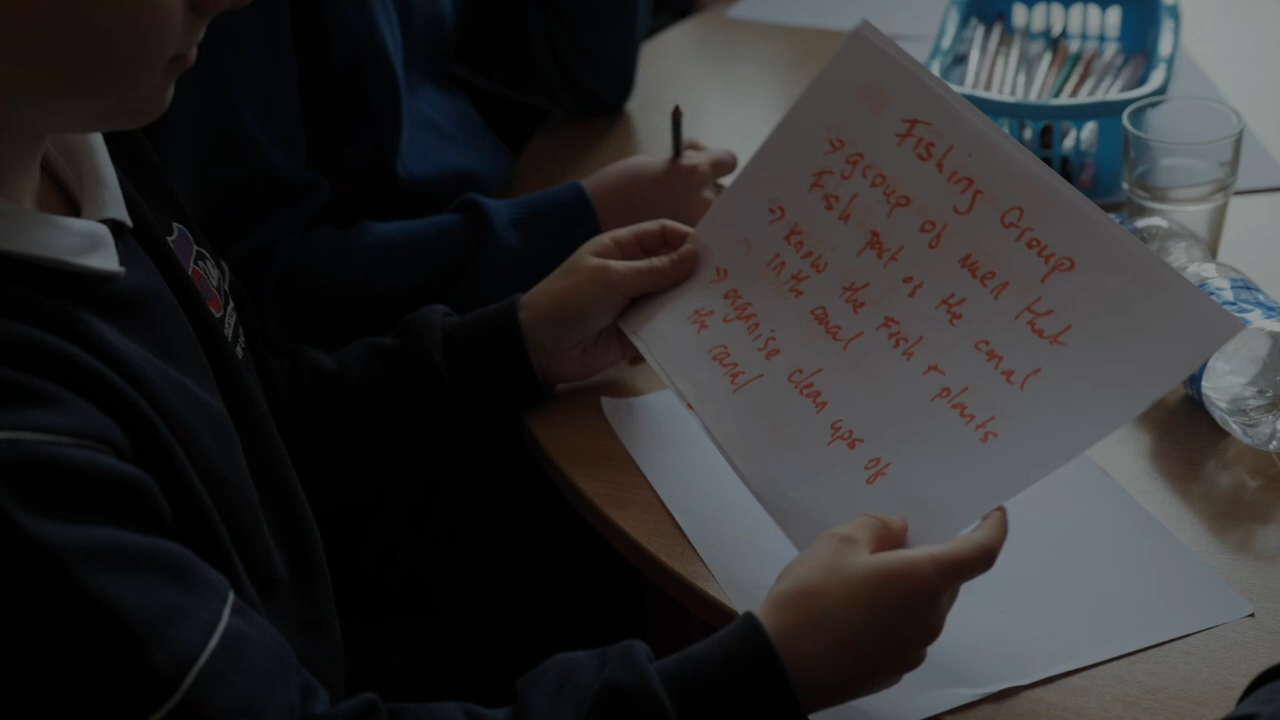 Fishing Group
→ group of men that
Fish part of the canal
→ know the Fish + plants
in the canal
→ organise clean ups of
the canal